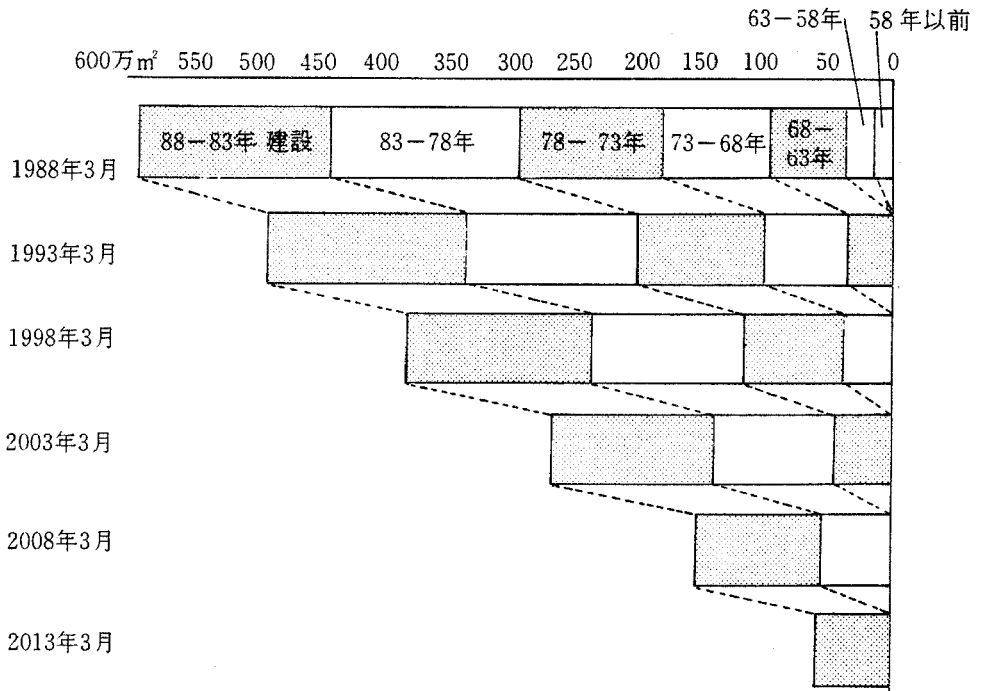 63－58年 58年以前
600万m² 550 500 450 400 350 300 250 200 150 100 50 0
88－83年 建設 83－78年 78－73年 73－68年 68－
63年
1988年3月
1993年3月
1998年3月
2003年3月
2008年3月
2013年3月